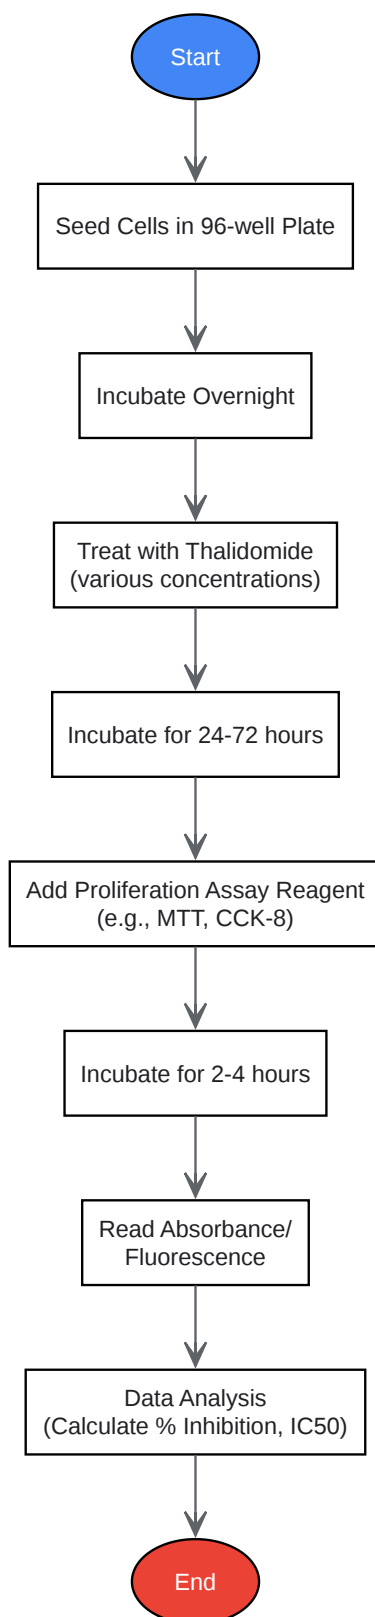 Start
Seed Cells in 96-well Plate
Incubate Overnight
Treat with Thalidomide
(various concentrations)
Incubate for 24-72 hours
Add Proliferation Assay Reagent
(e.g., MTT, CCK-8)
Incubate for 2-4 hours
Read Absorbance/
Fluorescence
Data Analysis
(Calculate % Inhibition, IC50)
End